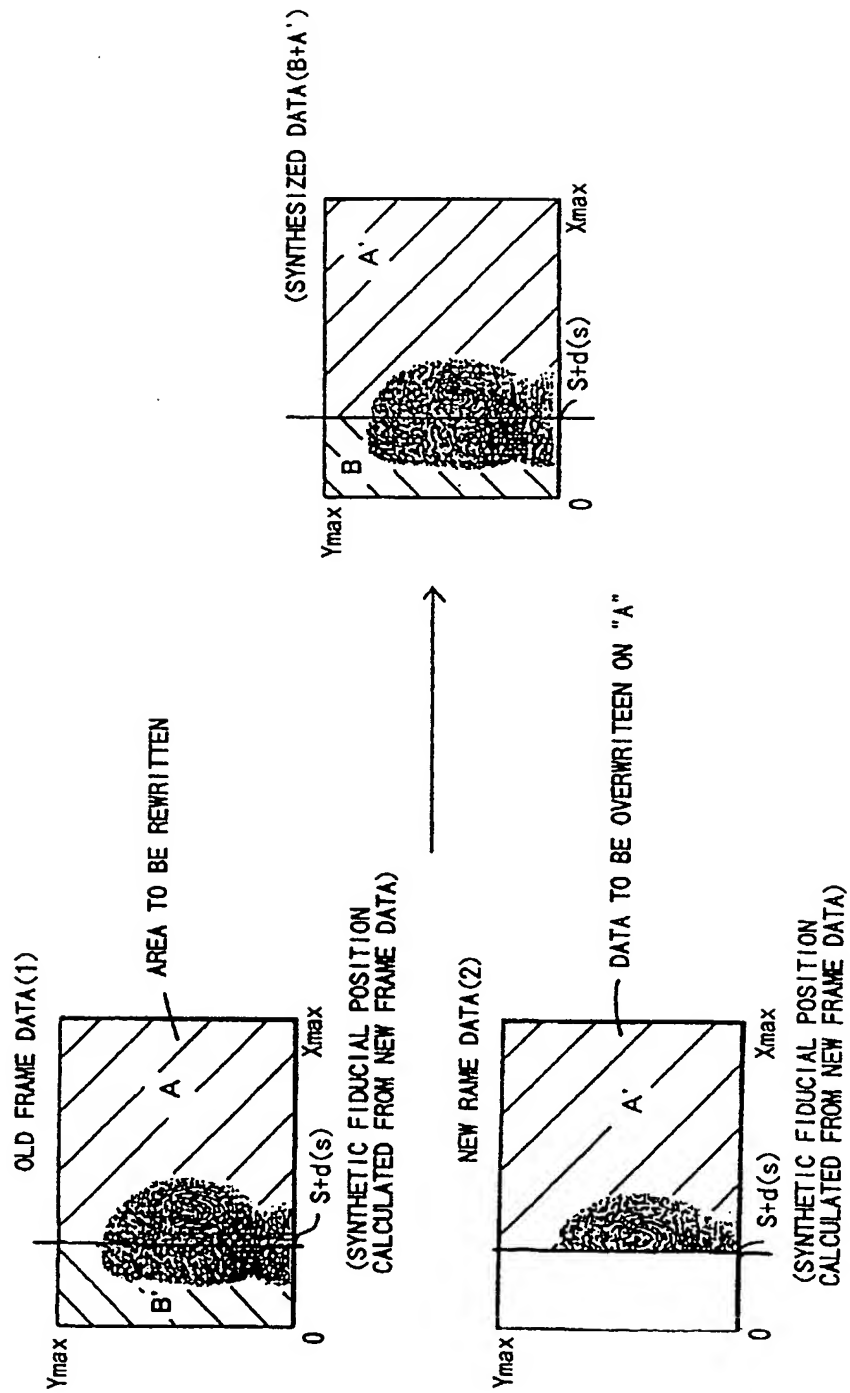 OLD FRAME DATA(1)
Ymax
B'
A
AREA TO BE REWRITTEN
0
S+d(s)
Xmax
(SYNTHETIC FIDUCIAL POSITION
CALCULATED FROM NEW FRAME DATA)
NEW RAME DATA(2)
Ymax
A'
DATA TO BE OVERWRITEEN ON "A"
0
S+d(s)
Xmax
(SYNTHETIC FIDUCIAL POSITION
CALCULATED FROM NEW FRAME DATA)
(SYNTHESIZED DATA(B+A')
Ymax
B
A'
0
S+d(s)
Xmax